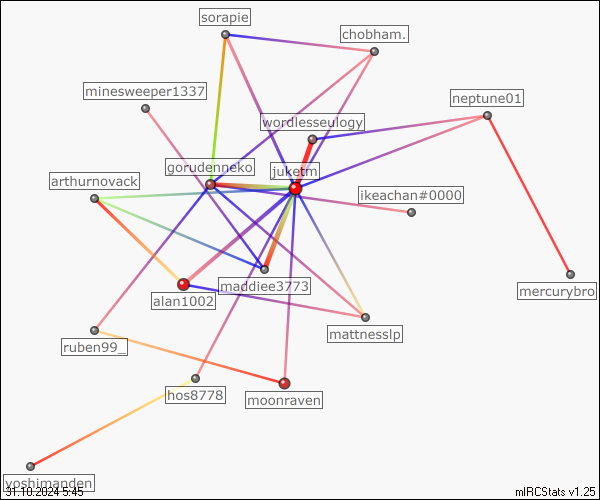 sorapie
chobham.
minesweeper1337
neptune01
wordlesseulogy
gorudenneko
juketm
arthurnovack
ikeachan#0000
maddiee3773
mercurybro
alan1002
mattnesslp
ruben99_
hos8778
moonraven
yoshimanden
31.10.2024 5:45
mIRCStats v1.25